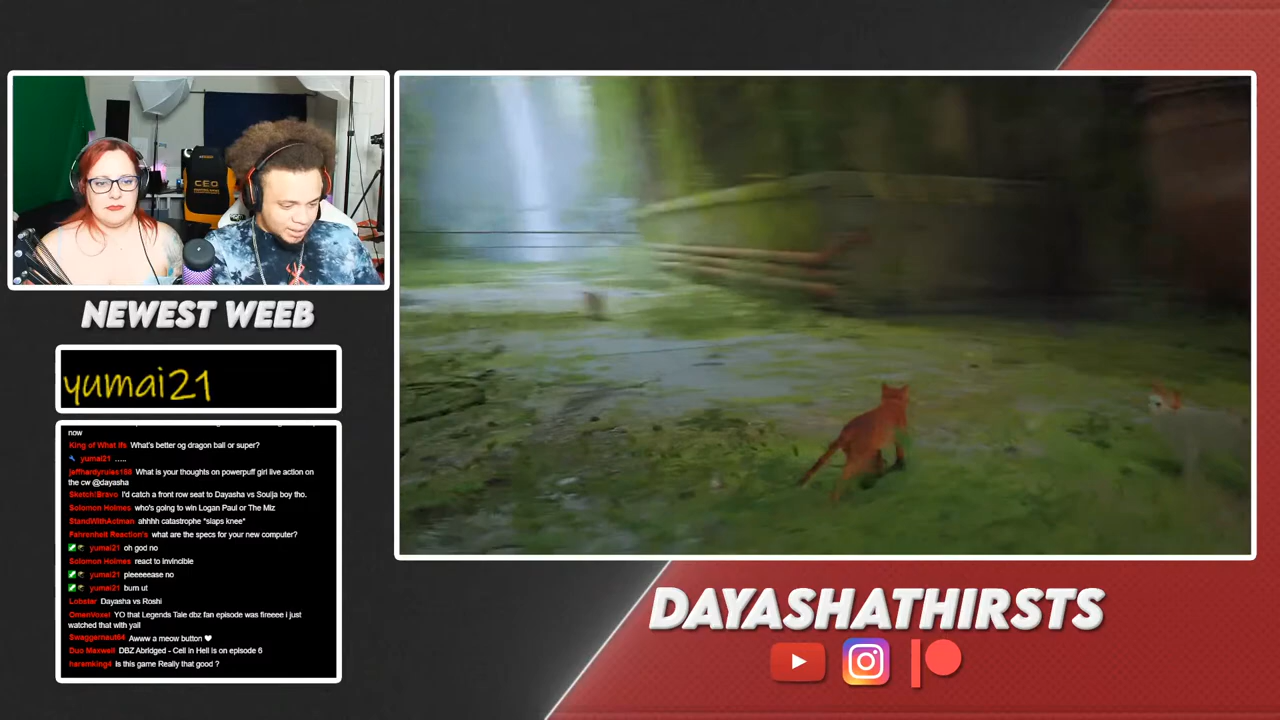 CEO
NEWEST WEEB
yumai21
now
King of What Ifs What's better og dragon ball or super?
yumai21 .....
jeffhardyrules168 What is your thoughts on powerpuff girl live action on
the cw @dayasha
Sketch!Bravo I'd catch a front row seat to Dayasha vs Soulja boy tho.
Solomon Holmes who's going to win Logan Paul or The Miz
StandWithActman ahhhh catastrophe *slaps knee*
Fahrenheit Reaction's what are the specs for your new computer?
yumai21 oh god no
Solomon Holmes react to invincible
yumai21 pleeeeease no
yumai21 burn ut
Lobster Dayasha vs Roshi
OmenVoxel YO that Legends Tale dbz fan episode was fireeee i just
watched that with yall
Swaggernaut64 Awww a meow button
Duo Maxwell DBZ Abridged - Cell in Hell is on episode 6
haremking4 Is this game Really that good ?
DAYASHATHIRSTS